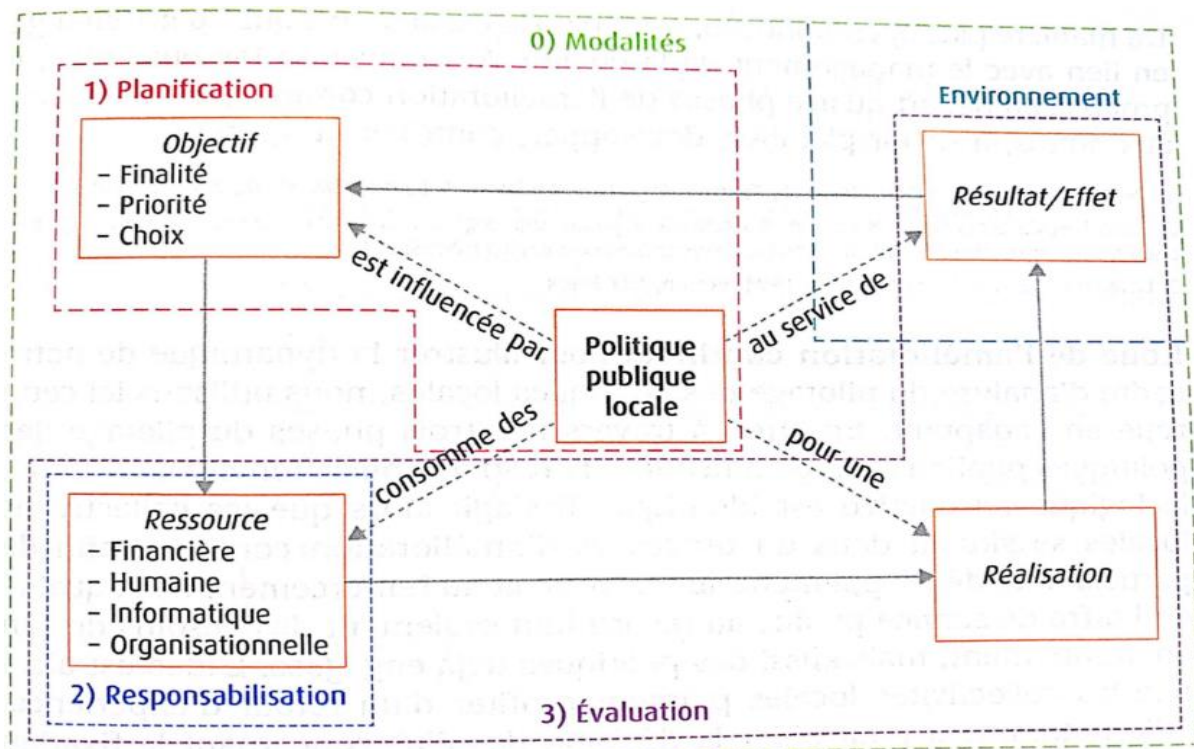 0) Modalités
1) Planification
Environnement
Objectif
– Finalité
– Priorité
– Choix
Résultat/Effet
est influencée par
au service de
Politique
publique
locale
consomme des
pour une
Ressource
– Financière
– Humaine
– Informatique
– Organisationnelle
Réalisation
2) Responsabilisation
3) Évaluation